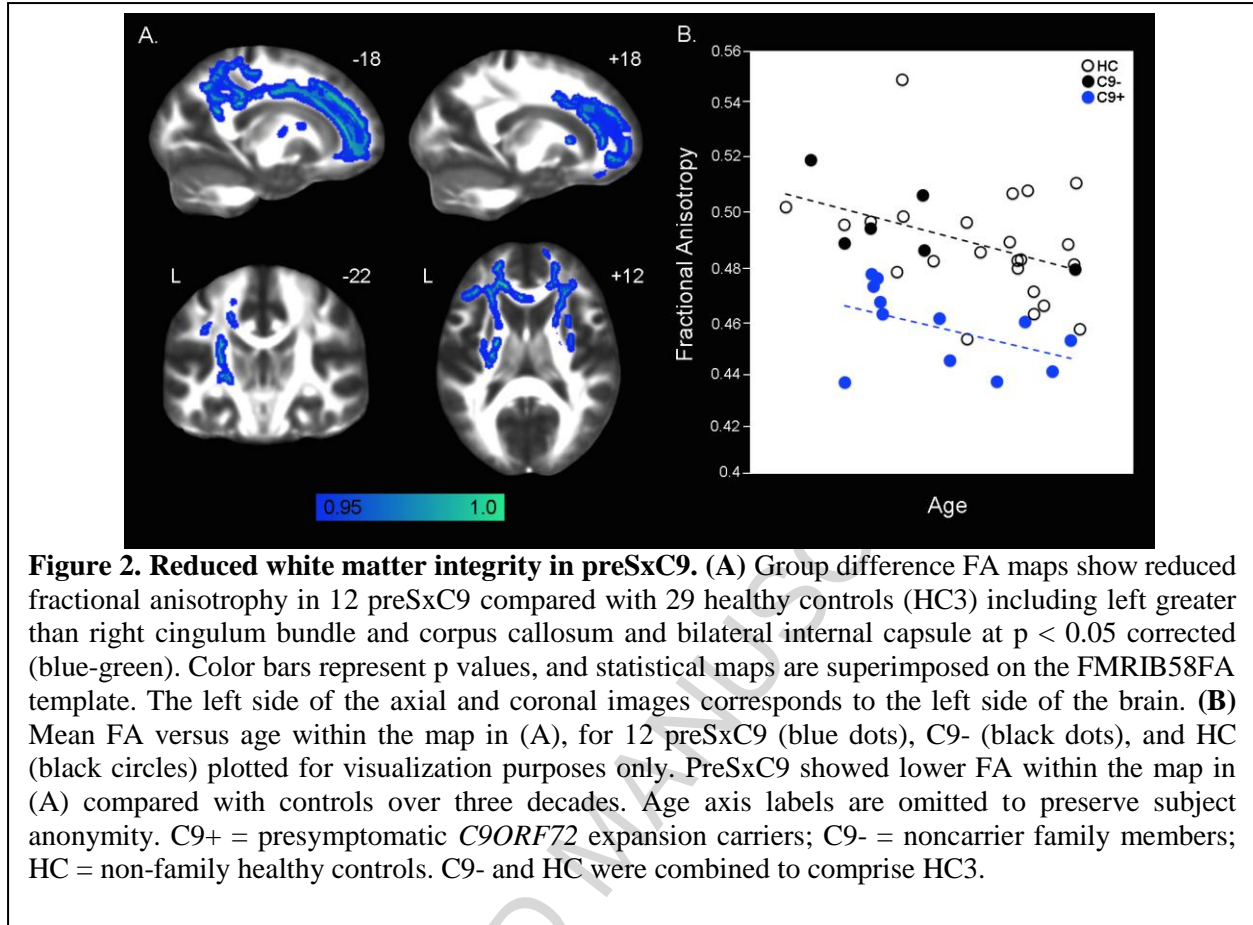 A.
-18
+18
L
-22
L
+12
0.95
1.0
B.
0.56
0.54
0.52
0.50
0.48
0.46
0.44
0.42
0.4
Fractional Anisotropy
Age
HC
C9-
C9+
Figure 2. Reduced white matter integrity in preSxC9. (A) Group difference FA maps show reduced
fractional anisotropy in 12 preSxC9 compared with 29 healthy controls (HC3) including left greater
than right cingulum bundle and corpus callosum and bilateral internal capsule at p < 0.05 corrected
(blue-green). Color bars represent p values, and statistical maps are superimposed on the FMRIB58FA
template. The left side of the axial and coronal images corresponds to the left side of the brain. (B)
Mean FA versus age within the map in (A), for 12 preSxC9 (blue dots), C9- (black dots), and HC
(black circles) plotted for visualization purposes only. PreSxC9 showed lower FA within the map in
(A) compared with controls over three decades. Age axis labels are omitted to preserve subject
anonymity. C9+ = presymptomatic C9ORF72 expansion carriers; C9- = noncarrier family members;
HC = non-family healthy controls. C9- and HC were combined to comprise HC3.